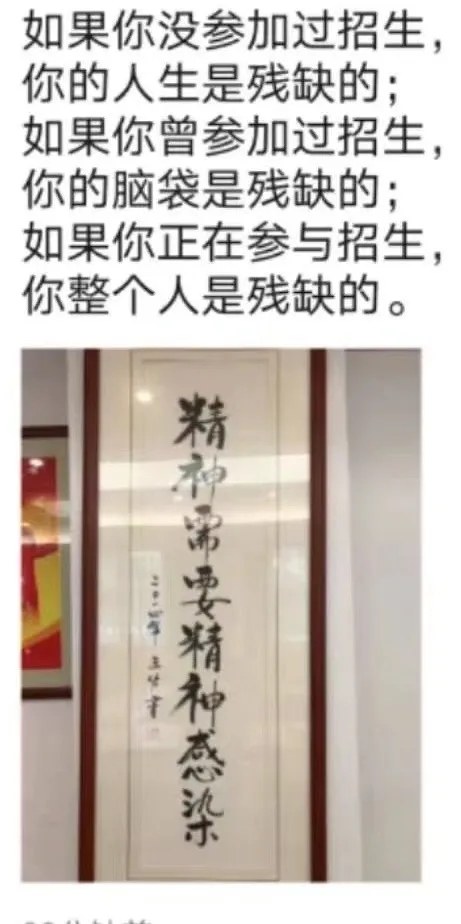 如果你没参加过招生，
你的人生是残缺的；
如果你曾参加过招生，
你的脑袋是残缺的；
如果你正在参与招生，
你整个人是残缺的。
精神需要精神感染
二〇一四年